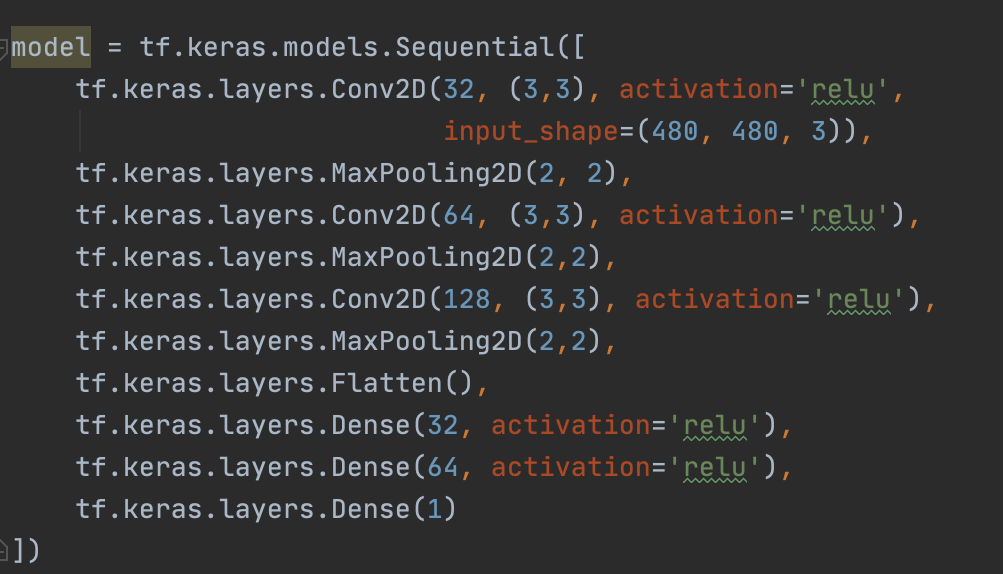 model = tf.keras.models.Sequential([
    tf.keras.layers.Conv2D(32, (3,3), activation='relu',
                           input_shape=(480, 480, 3)),
    tf.keras.layers.MaxPooling2D(2, 2),
    tf.keras.layers.Conv2D(64, (3,3), activation='relu'),
    tf.keras.layers.MaxPooling2D(2,2),
    tf.keras.layers.Conv2D(128, (3,3), activation='relu'),
    tf.keras.layers.MaxPooling2D(2,2),
    tf.keras.layers.Flatten(),
    tf.keras.layers.Dense(32, activation='relu'),
    tf.keras.layers.Dense(64, activation='relu'),
    tf.keras.layers.Dense(1)
])